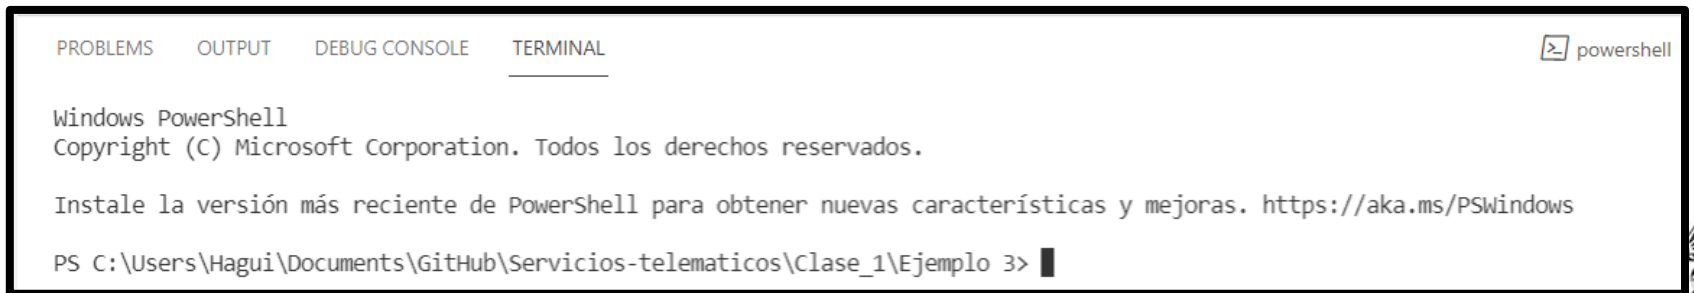 PROBLEMS OUTPUT DEBUG CONSOLE TERMINAL powershell
Windows PowerShell
Copyright (C) Microsoft Corporation. Todos los derechos reservados.
Instale la versión más reciente de PowerShell para obtener nuevas características y mejoras. https://aka.ms/PSWindows
PS C:\Users\Hagui\Documents\GitHub\Servicios-telematicos\Clase_1\Ejemplo 3>